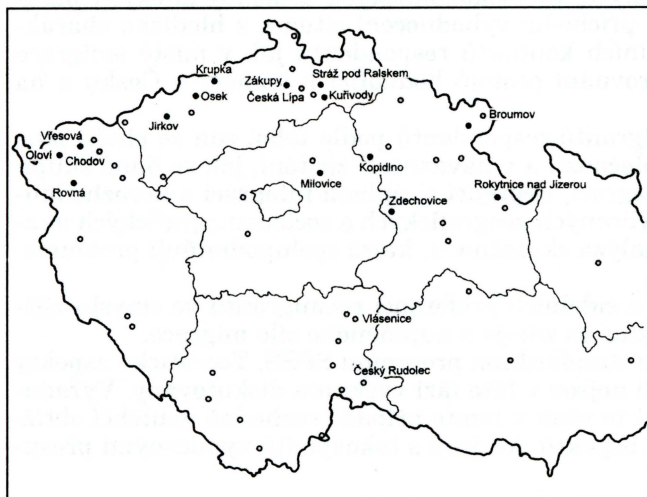 Krupka
Zákupy
Stráž pod Ralskem
Osek
Česká Lípa
Kuřivody
Jirkov
Broumov
Vřesová
Oloví
Chodov
Kopidlno
Rovná
Milovice
Rokytnice nad Jizerou
Zdechovice
Vlásenice
Český Rudolec